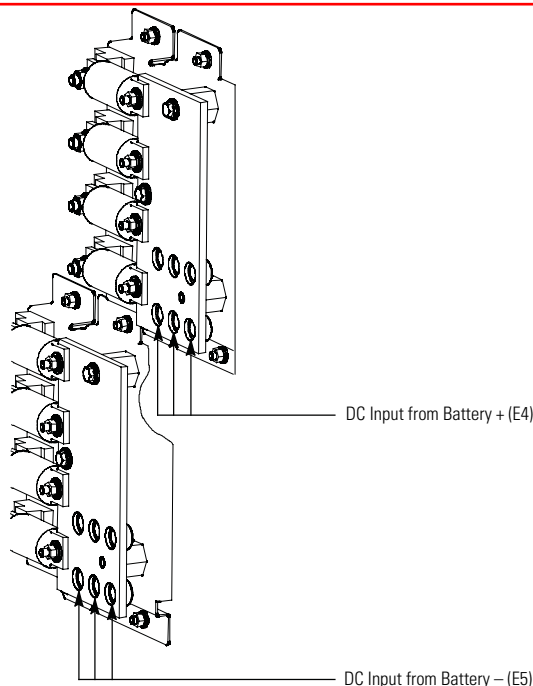 DC Input from Battery + (E4)
DC Input from Battery – (E5)